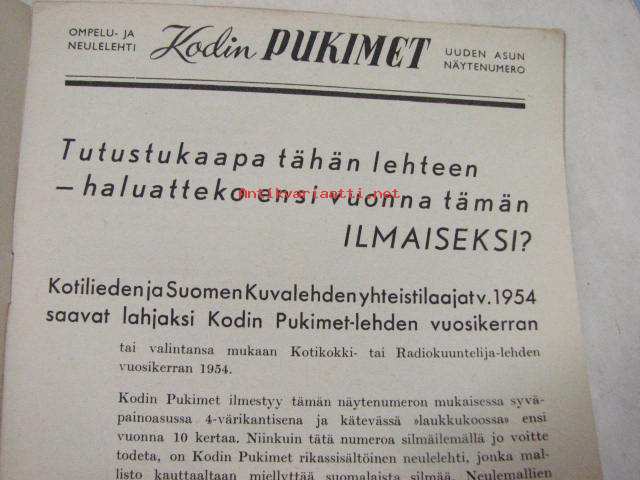 OMPELU- JA
NEULELEHTI
Kodin PUKIMET
UUDEN ASUN
NÄYTENUMERO
Tutustukaapa tähän lehteen
– haluatteko ensi vuonna tämän
Antikvariaatti.net
ILMAISEKSI?
Kotilieden ja Suomen Kuvalehden yhteistilaajat v. 1954
saavat lahjaksi Kodin Pukimet-lehden vuosikerran
tai valintansa mukaan Kotikokki- tai Radiokuuntelija-lehden
vuosikerran 1954.
Kodin Pukimet ilmestyy tämän näytenumeron mukaisessa syvä-
painoasussa 4-värikantisena ja kätevässä »laukkukoossa» ensi
vuonna 10 kertaa. Niinkuin tätä numeroa silmäilemällä jo voitte
todeta, on Kodin Pukimet rikassisältöinen neulelehti, jonka mal-
listo kauttaaltaan miellyttää suomalaista silmää. Neulemallien